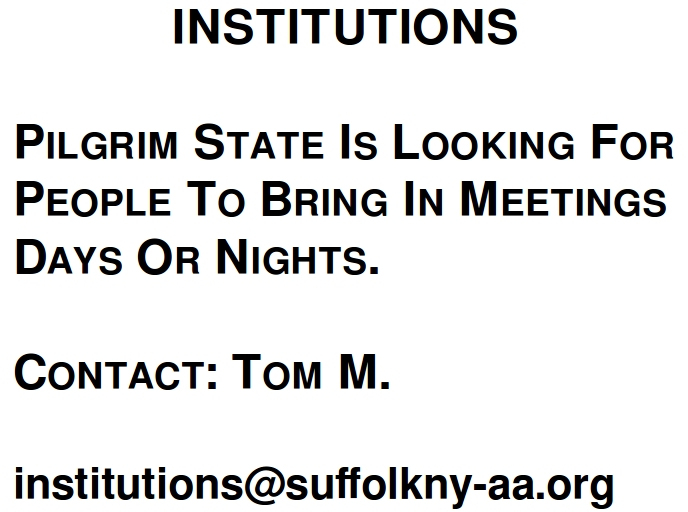 INSTITUTIONS
Pilgrim State Is Looking For
People To Bring In Meetings
Days Or Nights.
Contact: Tom M.
institutions@suffolkny-aa.org